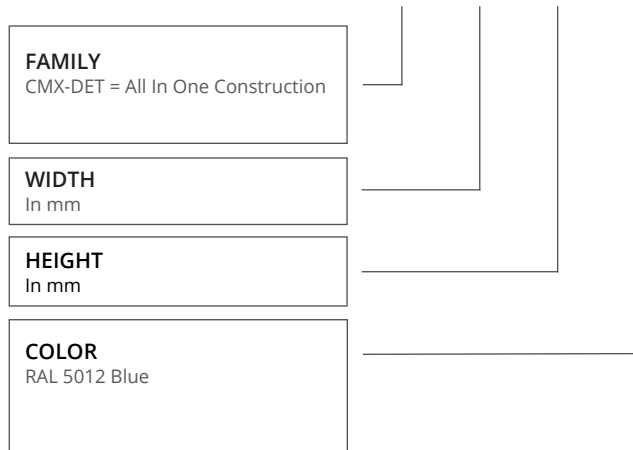 FAMILY
CMX-DET = All In One Construction
WIDTH
In mm
HEIGHT
In mm
COLOR
RAL 5012 Blue